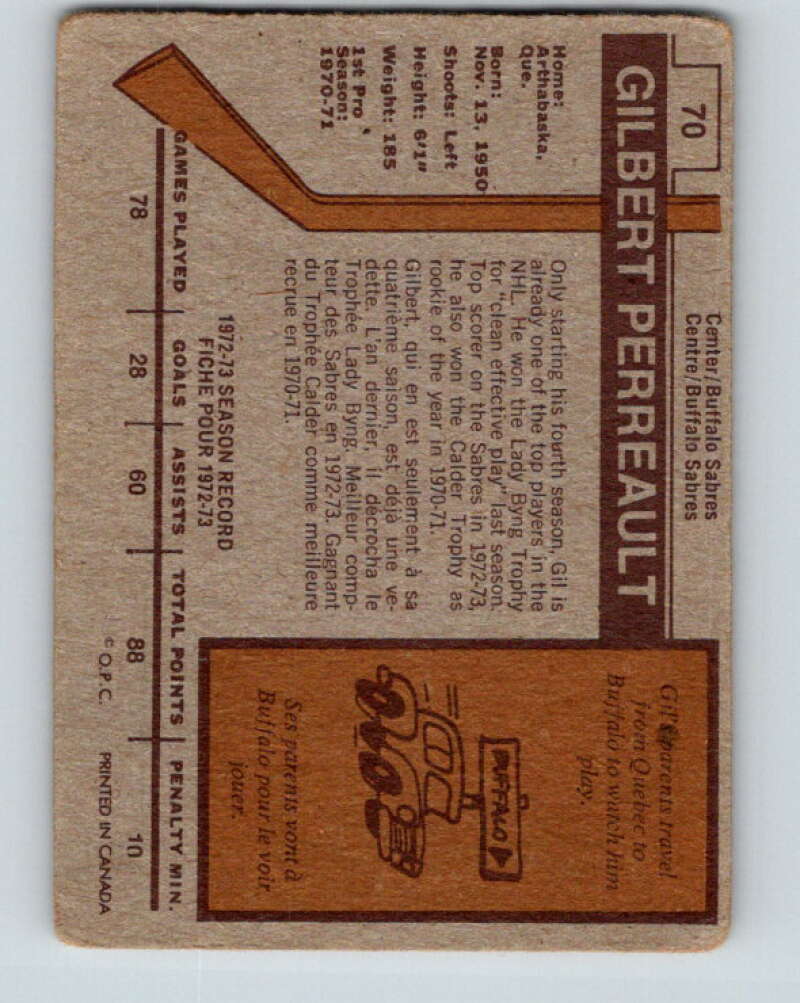 70
Center/Buffalo Sabres
Centre/Buffalo Sabres
GILBERT PERREAULT
Home:
Arthabaska,
Que.
Born:
Nov. 13, 1950
Shoots: Left
Height: 6'1"
Weight: 185
1st Pro
Season:
1970-71
Only starting his fourth season, Gil is
already one of the top players in the
NHL. He won the Lady Byng Trophy
for "clean effective play" last season.
Top scorer on the Sabres in 1972-73,
he also won the Calder Trophy as
rookie of the year in 1970-71.
Gilbert, qui en est seulement à sa
quatrième saison, est déjà une ve-
dette. L'an dernier, il décrocha le
Trophée Lady Byng. Meilleur comp-
teur des Sabres en 1972-73. Gagnant
du Trophée Calder comme meilleure
recrue en 1970-71.
Gil's parents travel
from Quebec to
Buffalo to watch him
play.
BUFFALO
Ses parents vont à
Buffalo pour le voir
jouer.
1972-73 SEASON RECORD
FICHE POUR 1972-73
GAMES PLAYED GOALS ASSISTS TOTAL POINTS PENALTY MIN.
78 28 60 88 10
© O.P.C. PRINTED IN CANADA